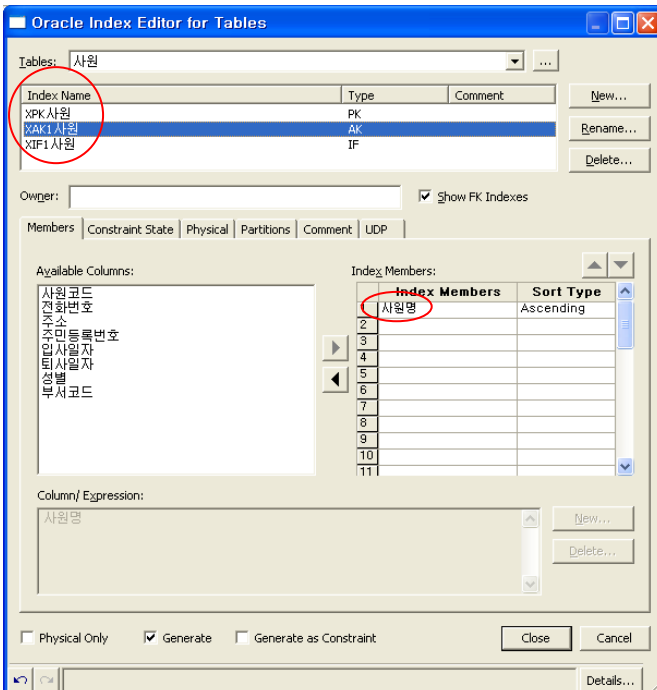 Oracle Index Editor for Tables
Tables: 사원 ...
Index Name Type Comment
XPK사원 PK
XAK1사원 AK
XIF1사원 IF
New...
Rename...
Delete...
Owner: Show FK Indexes
Members Constraint State Physical Partitions Comment UDP
Available Columns:
사원코드
전화번호
주소
주민등록번호
입사일자
퇴사일자
성별
부서코드
Index Members:
Index Members Sort Type
1 사원명 Ascending
2
3
4
5
6
7
8
9
10
11
Column/ Expression:
사원명
New...
Delete...
Physical Only Generate Generate as Constraint Close Cancel
Details...